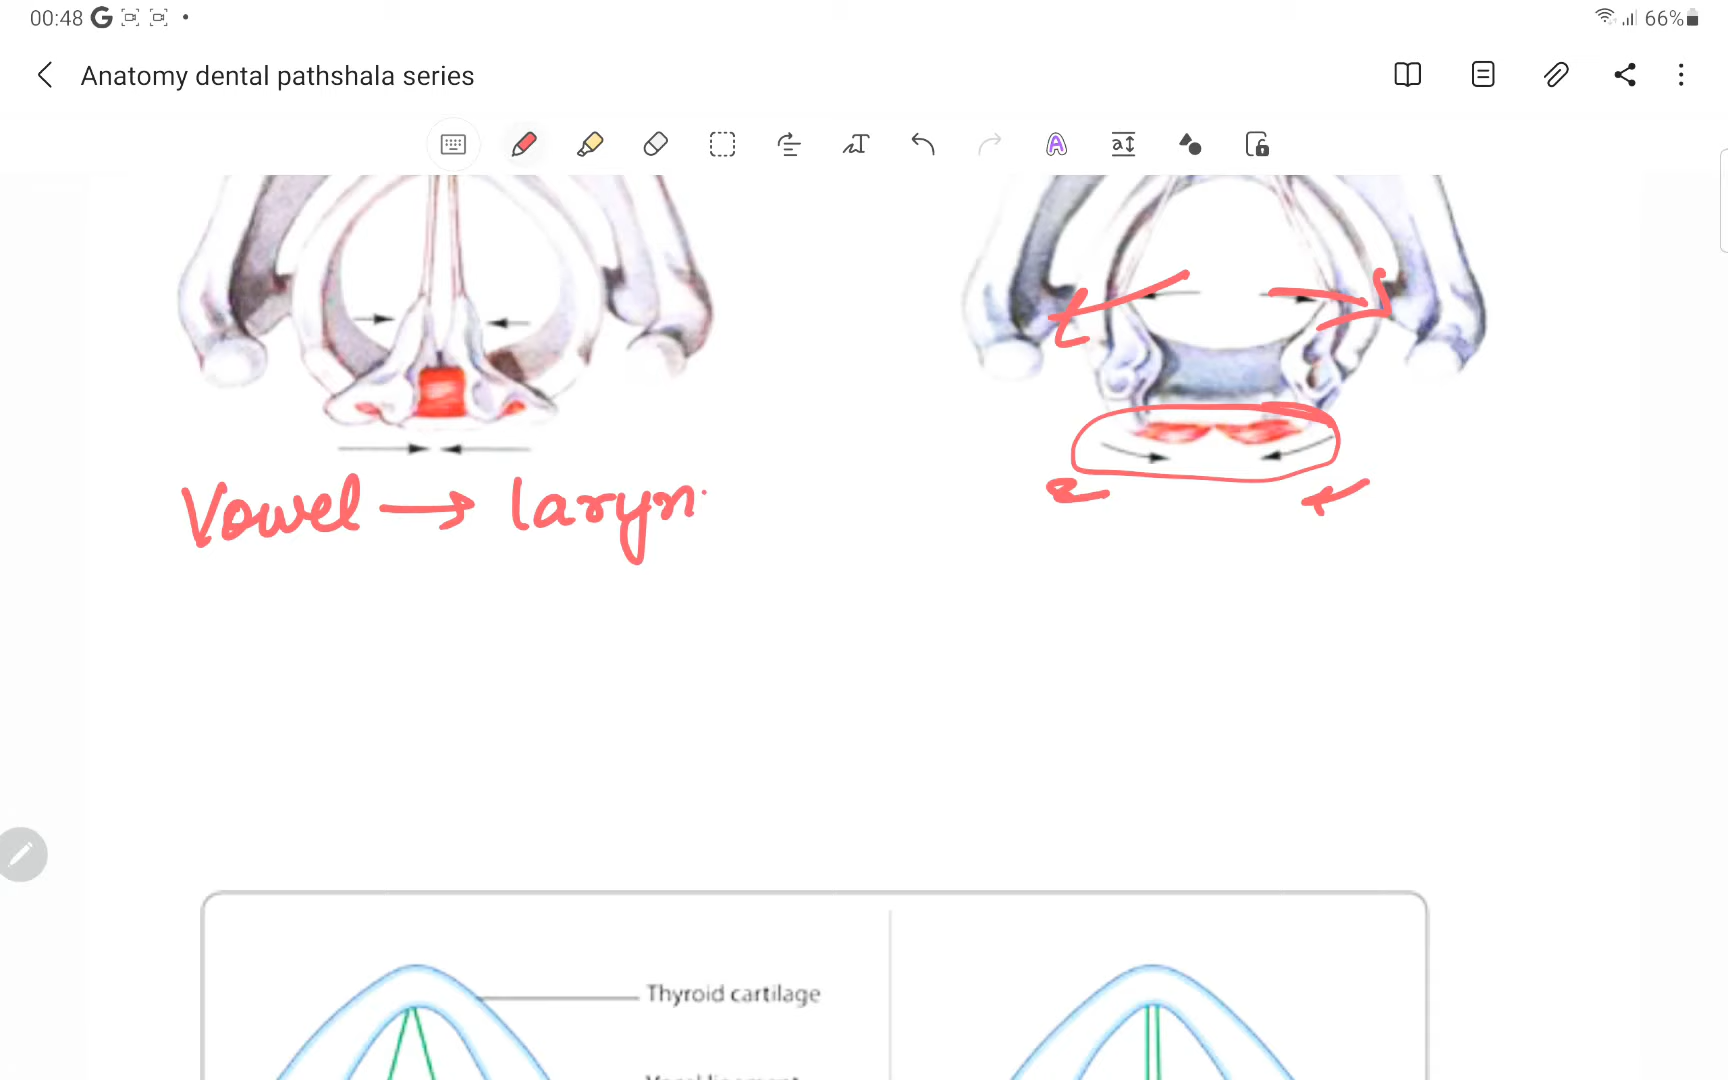 00:48 G 66%
Anatomy dental pathshala series
Vowel → laryn
Thyroid cartilage